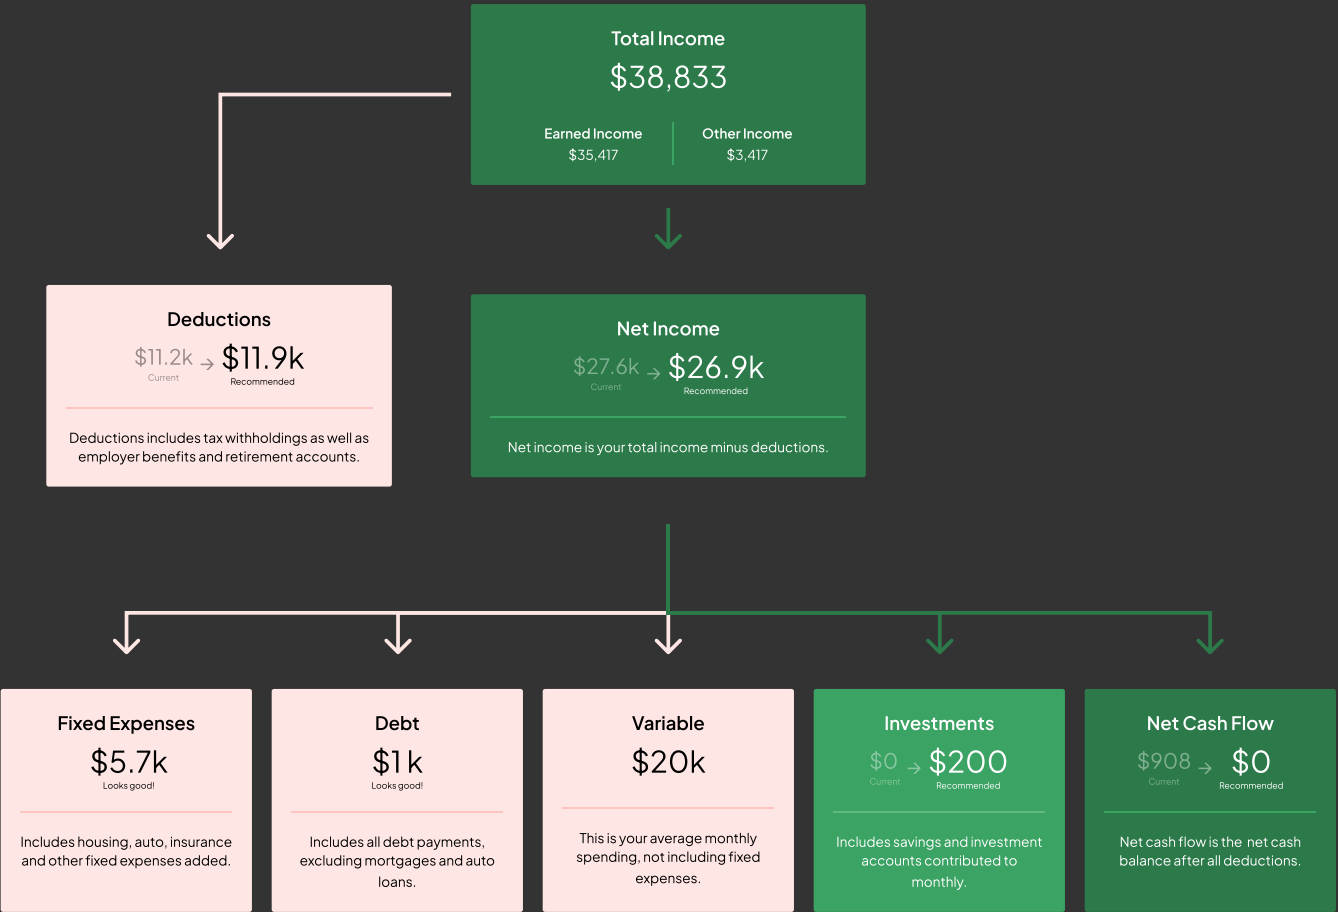 Total Income
$38,833
Earned Income
$35,417
Other Income
$3,417
Deductions
$11.2k → $11.9k
Current
Recommended
Deductions includes tax withholdings as well as
employer benefits and retirement accounts.
Net Income
$27.6k → $26.9k
Current
Recommended
Net income is your total income minus deductions.
Fixed Expenses
$5.7k
Looks good!
Includes housing, auto, insurance
and other fixed expenses added.
Debt
$1k
Looks good!
Includes all debt payments,
excluding mortgages and auto
loans.
Variable
$20k
This is your average monthly
spending, not including fixed
expenses.
Investments
$0 → $200
Current
Recommended
Includes savings and investment
accounts contributed to
monthly.
Net Cash Flow
$908 → $0
Current
Recommended
Net cash flow is the net cash
balance after all deductions.